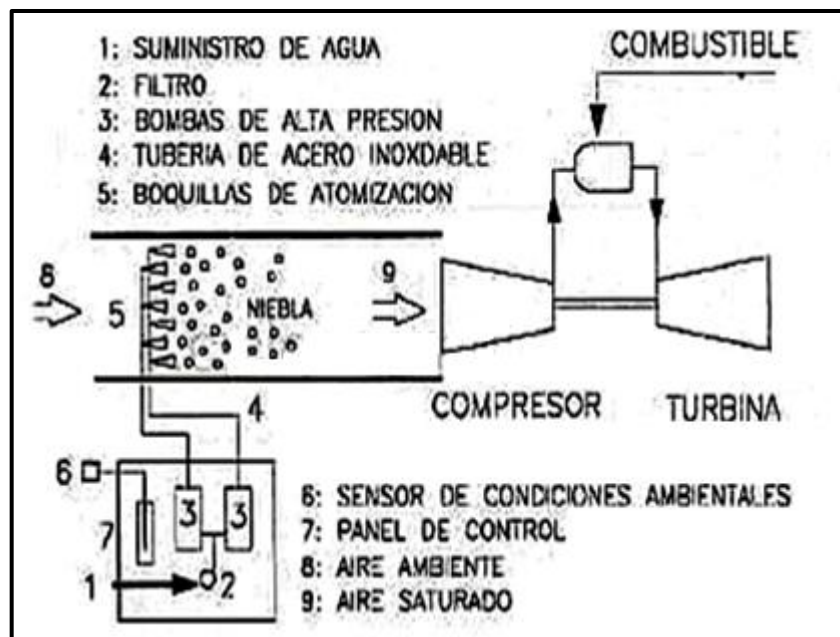 1: SUMINISTRO DE AGUA
2: FILTRO
3: BOMBAS DE ALTA PRESION
4: TUBERIA DE ACERO INOXDABLE
5: BOQUILLAS DE ATOMIZACION
COMBUSTIBLE
8
5
NIEBLA
9
COMPRESOR
TURBINA
4
6
3
3
7
1
2
6: SENSOR DE CONDICIONES AMBIENTALES
7: PANEL DE CONTROL
8: AIRE AMBIENTE
9: AIRE SATURADO